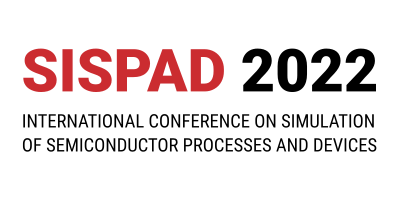 SISPAD 2022
INTERNATIONAL CONFERENCE ON SIMULATION
OF SEMICONDUCTOR PROCESSES AND DEVICES